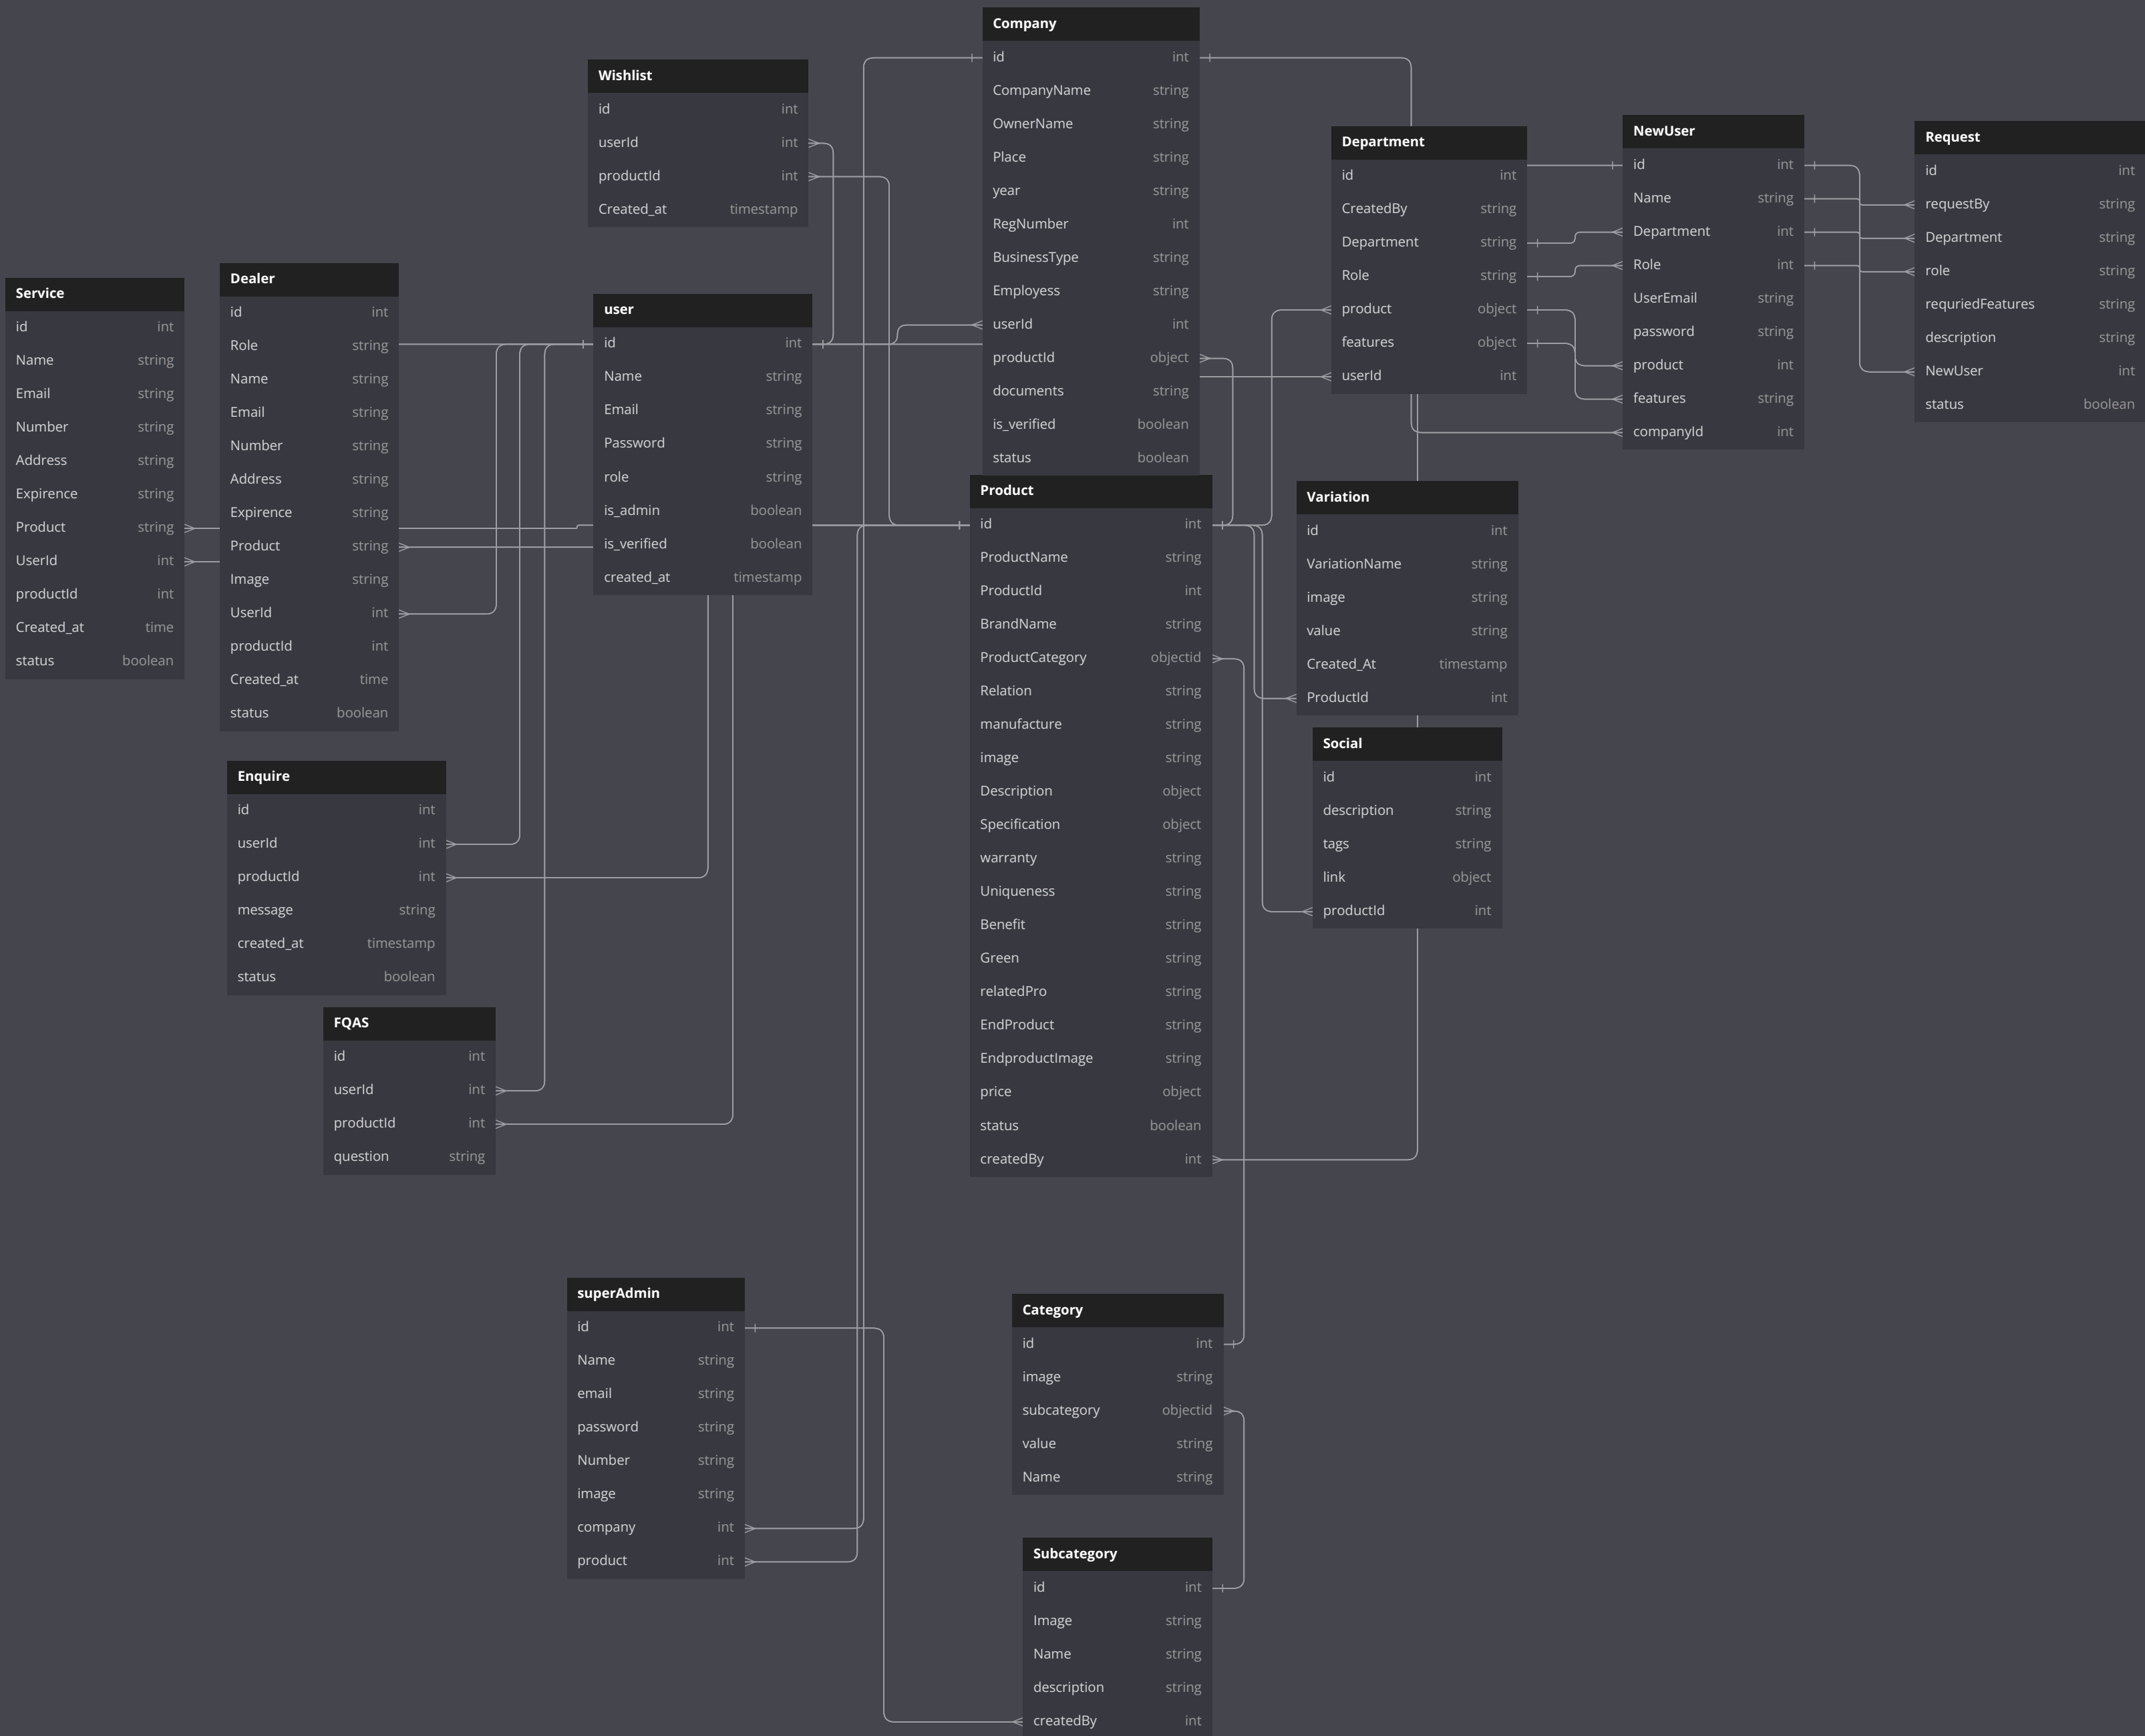 Company
id int
CompanyName string
OwnerName string
Place string
year string
RegNumber int
BusinessType string
Employess string
userId int
productId object
documents string
is_verified boolean
status boolean
Wishlist
id int
userId int
productId int
Created_at timestamp
Department
id int
CreatedBy string
Department string
Role string
product object
features object
userId int
NewUser
id int
Name string
Department int
Role int
UserEmail string
password string
product int
features string
companyId int
Request
id int
requestBy string
Department string
role string
requriedFeatures string
description string
NewUser int
status boolean
Service
id int
Name string
Email string
Number string
Address string
Expirence string
Product string
UserId int
productId int
Created_at time
status boolean
Dealer
id int
Role string
Name string
Email string
Number string
Address string
Expirence string
Product string
Image string
UserId int
productId int
Created_at time
status boolean
user
id int
Name string
Email string
Password string
role string
is_admin boolean
is_verified boolean
created_at timestamp
Product
id int
ProductName string
ProductId int
BrandName string
ProductCategory objectid
Relation string
manufacture string
image string
Description object
Specification object
warranty string
Uniqueness string
Benefit string
Green string
relatedPro string
EndProduct string
EndproductImage string
price object
status boolean
createdBy int
Variation
id int
VariationName string
image string
value string
Created_At timestamp
ProductId int
Social
id int
description string
tags string
link object
productId int
Enquire
id int
userId int
productId int
message string
created_at timestamp
status boolean
FQAS
id int
userId int
productId int
question string
superAdmin
id int
Name string
email string
password string
Number string
image string
company int
product int
Category
id int
image string
subcategory objectid
value string
Name string
Subcategory
id int
Image string
Name string
description string
createdBy int